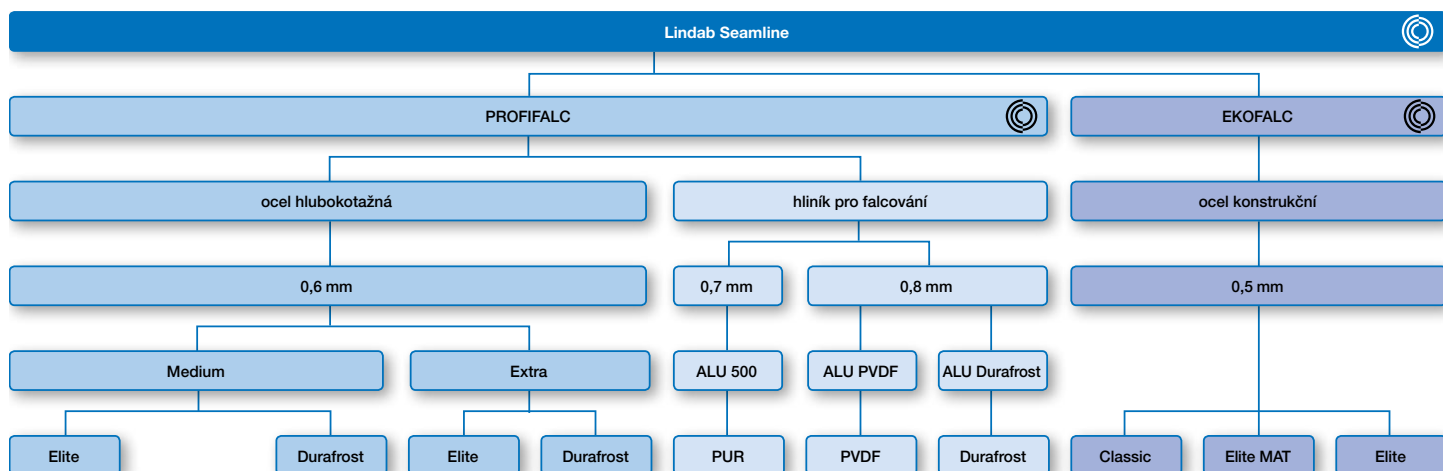 Lindab Seamline
PROFIFALC
EKOFALC
ocel hlubokotažná
hliník pro falcování
ocel konstrukční
0,6 mm
0,7 mm
0,8 mm
0,5 mm
Medium
Extra
ALU 500
ALU PVDF
ALU Durafrost
Elite
Durafrost
Elite
Durafrost
PUR
PVDF
Durafrost
Classic
Elite MAT
Elite